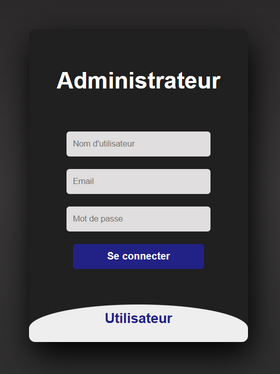 Administrateur
Nom d'utilisateur
Email
Mot de passe
Se connecter
Utilisateur